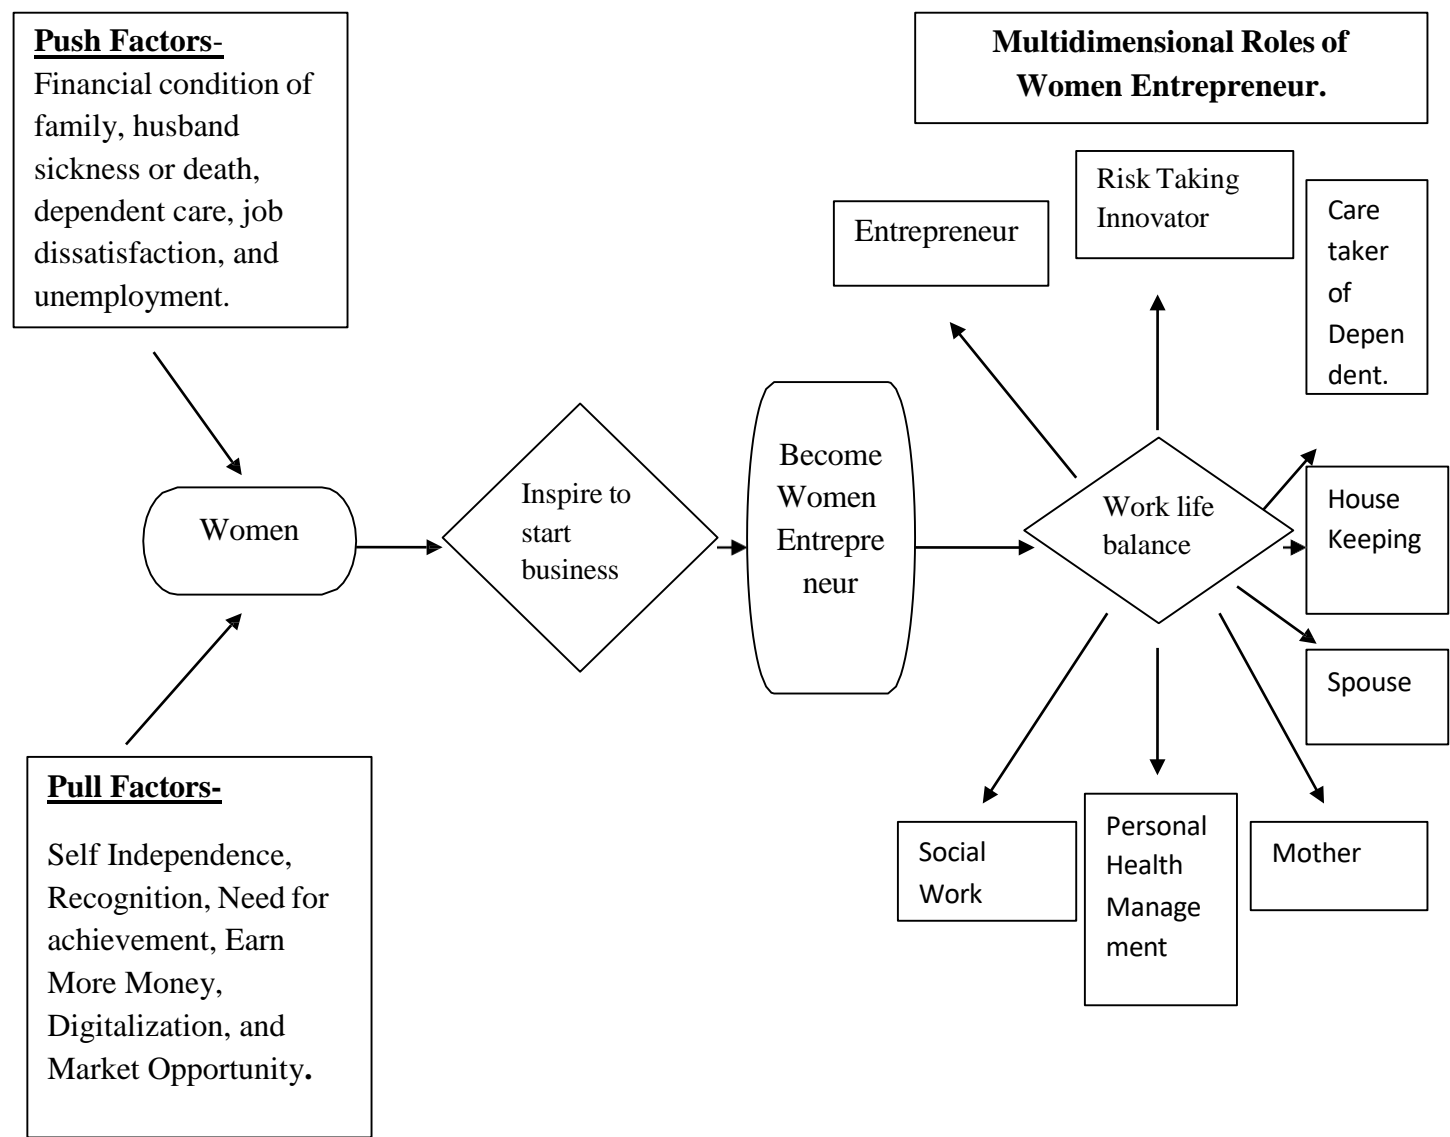 Push Factors-
Financial condition of
family, husband
sickness or death,
dependent care, job
dissatisfaction, and
unemployment.
Multidimensional Roles of
Women Entrepreneur.
Entrepreneur
Risk Taking
Innovator
Care
taker
of
Depen
dent.
Women
Inspire to
start
business
Become
Women
Entrepre
neur
Work life
balance
House
Keeping
Spouse
Pull Factors-
Self Independence,
Recognition, Need for
achievement, Earn
More Money,
Digitalization, and
Market Opportunity.
Social
Work
Personal
Health
Manage
ment
Mother